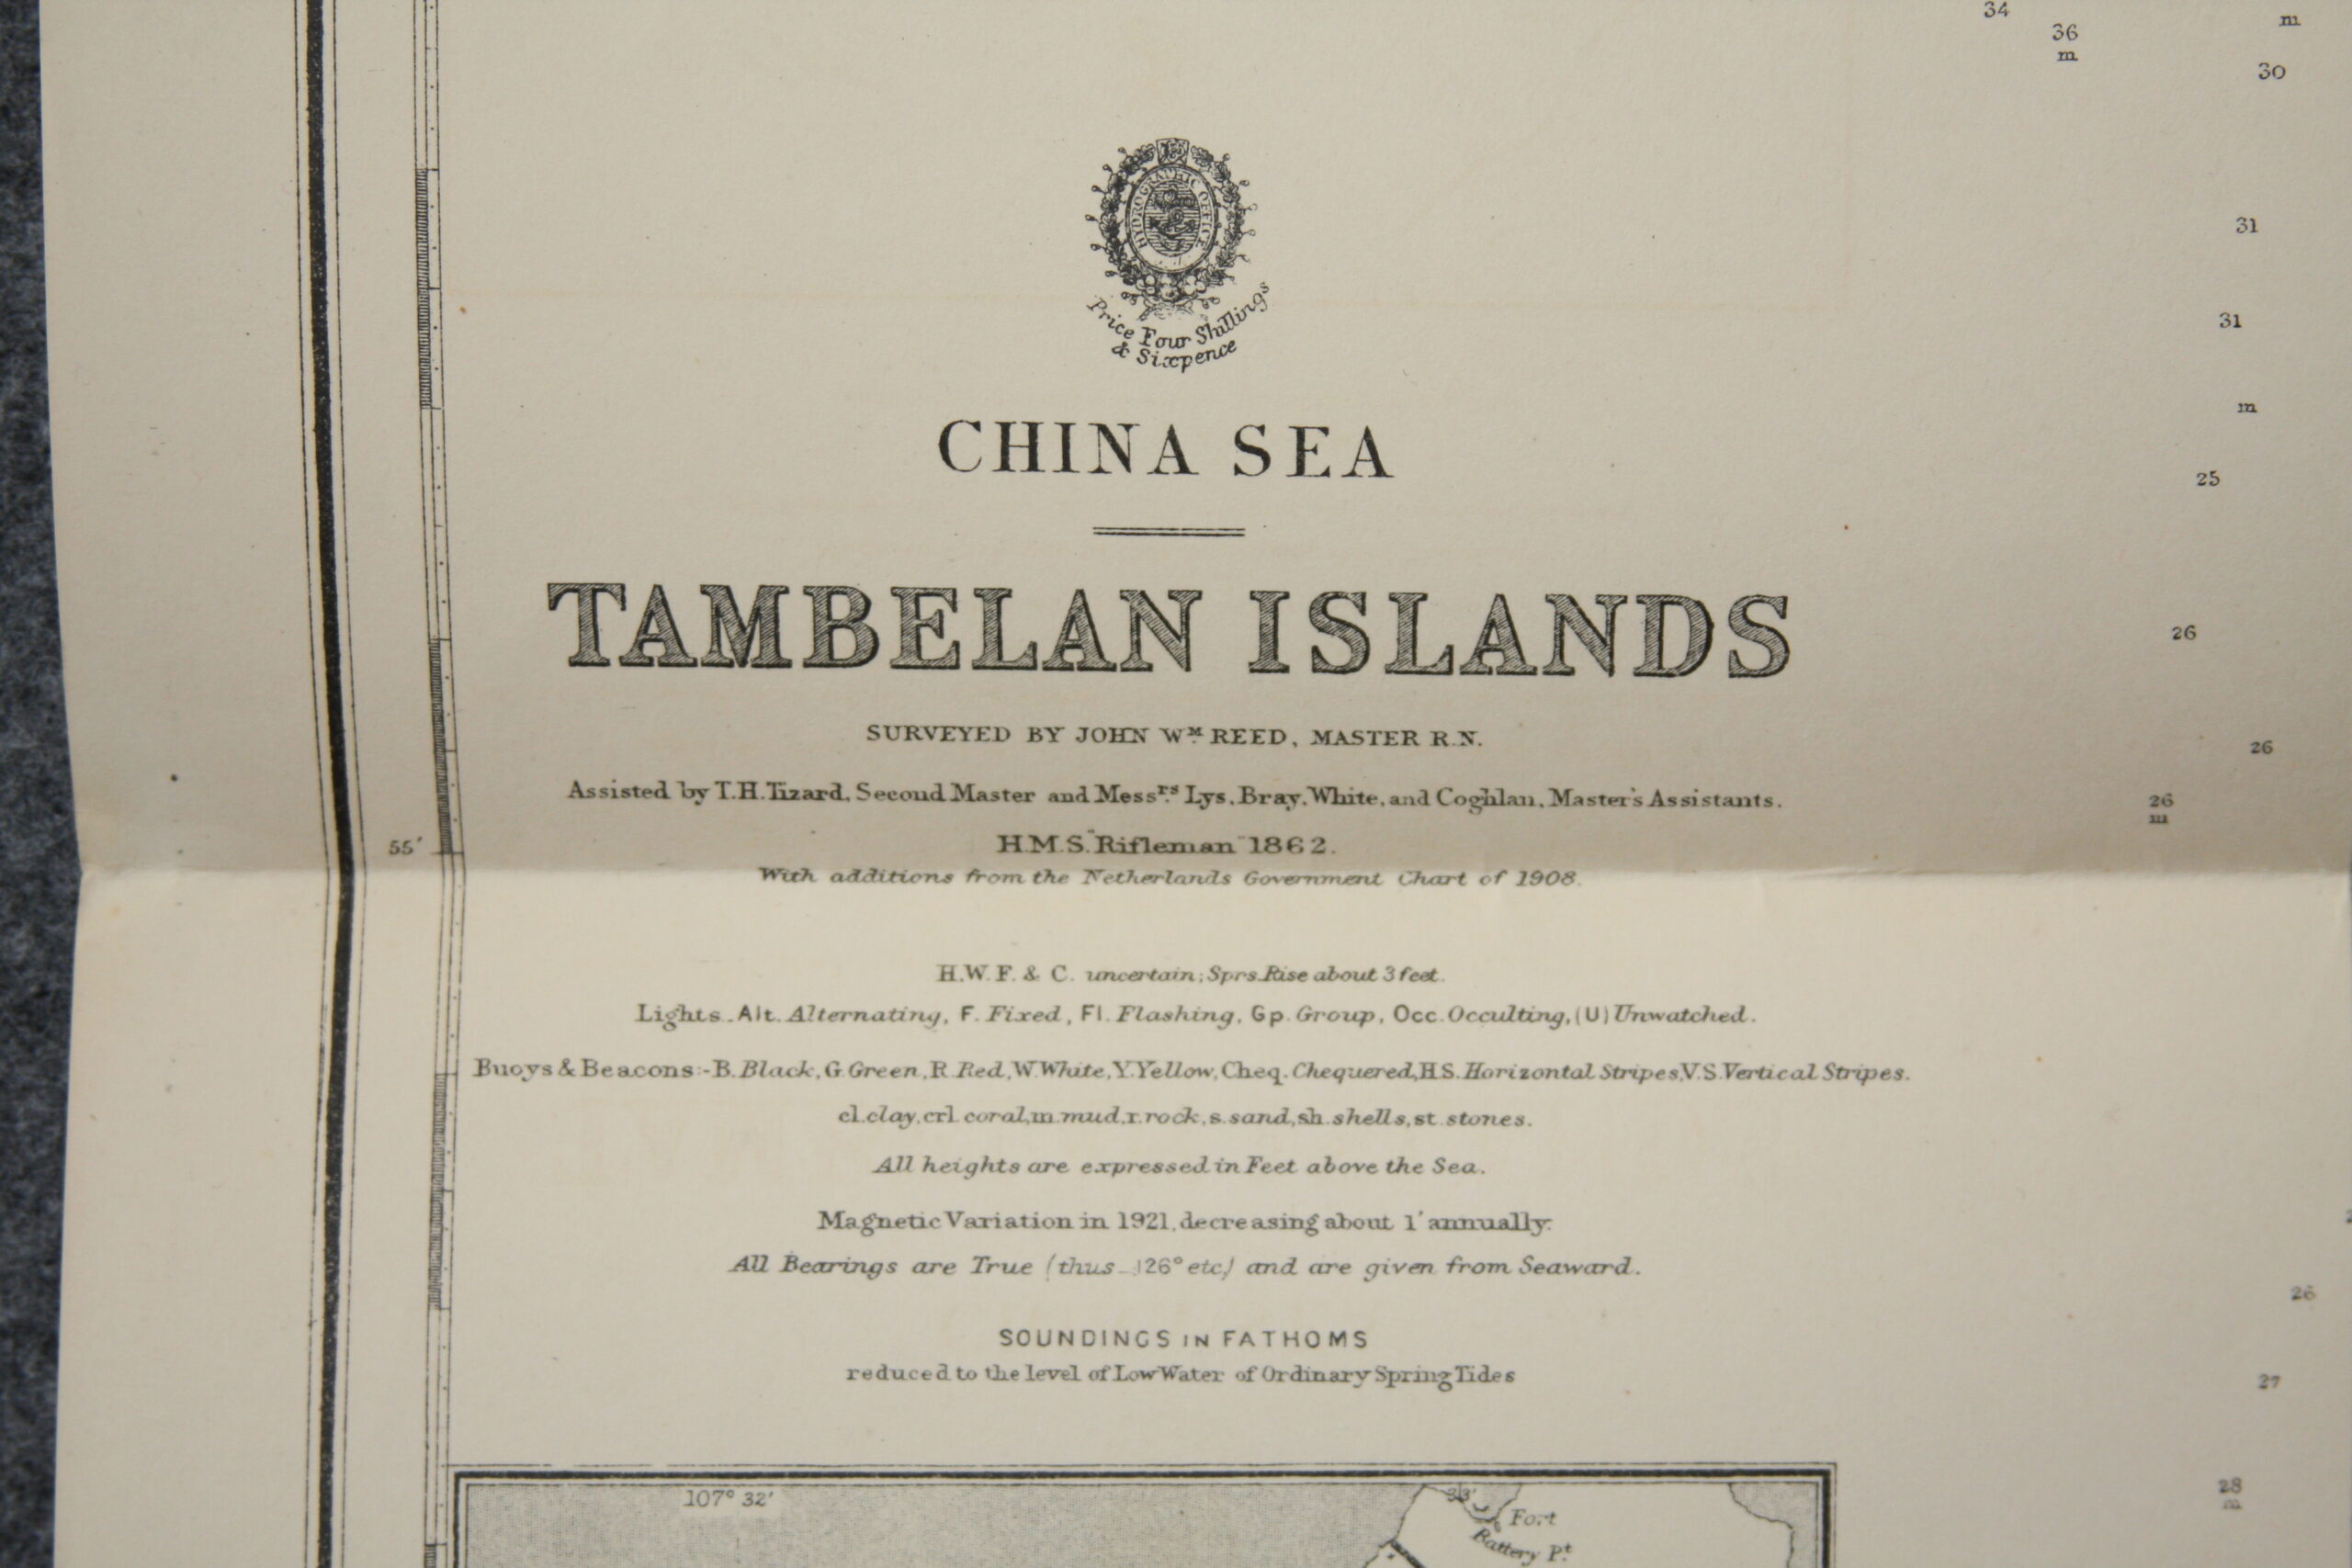 34
m
36
m
30
HYDROGRAPHIC OFFICE
31
Price Four Shillings
& Sixpence
31
m
CHINA SEA
25
TAMBELAN ISLANDS
26
SURVEYED BY JOHN Wᴹ. REED, MASTER R.N.
26
Assisted by T.H. Tizard, Second Master and Messʳˢ. Lys, Bray, White, and Coghlan, Master's Assistants.
26
m
55′
H.M.S. "Rifleman" 1862.
With additions from the Netherlands Government Chart of 1908.
H.W.F. & C. uncertain; Sprs. Rise about 3 feet.
Lights _ Alt. Alternating, F. Fixed, Fl. Flashing, Gp. Group, Occ. Occulting, (U) Unwatched.
Buoys & Beacons:- B. Black, G. Green, R. Red, W. White, Y. Yellow, Cheq. Chequered, H.S. Horizontal Stripes, V.S. Vertical Stripes.
cl. clay, crl. coral, m. mud, r. rock, s. sand, sh. shells, st. stones.
All heights are expressed in Feet above the Sea.
Magnetic Variation in 1921, decreasing about 1′ annually.
All Bearings are True (thus _ 126° etc.) and are given from Seaward.
26
SOUNDINGS IN FATHOMS
reduced to the level of Low Water of Ordinary Spring Tides
27
28
m
107° 32′
33′
Fort
Battery Pᵗ.